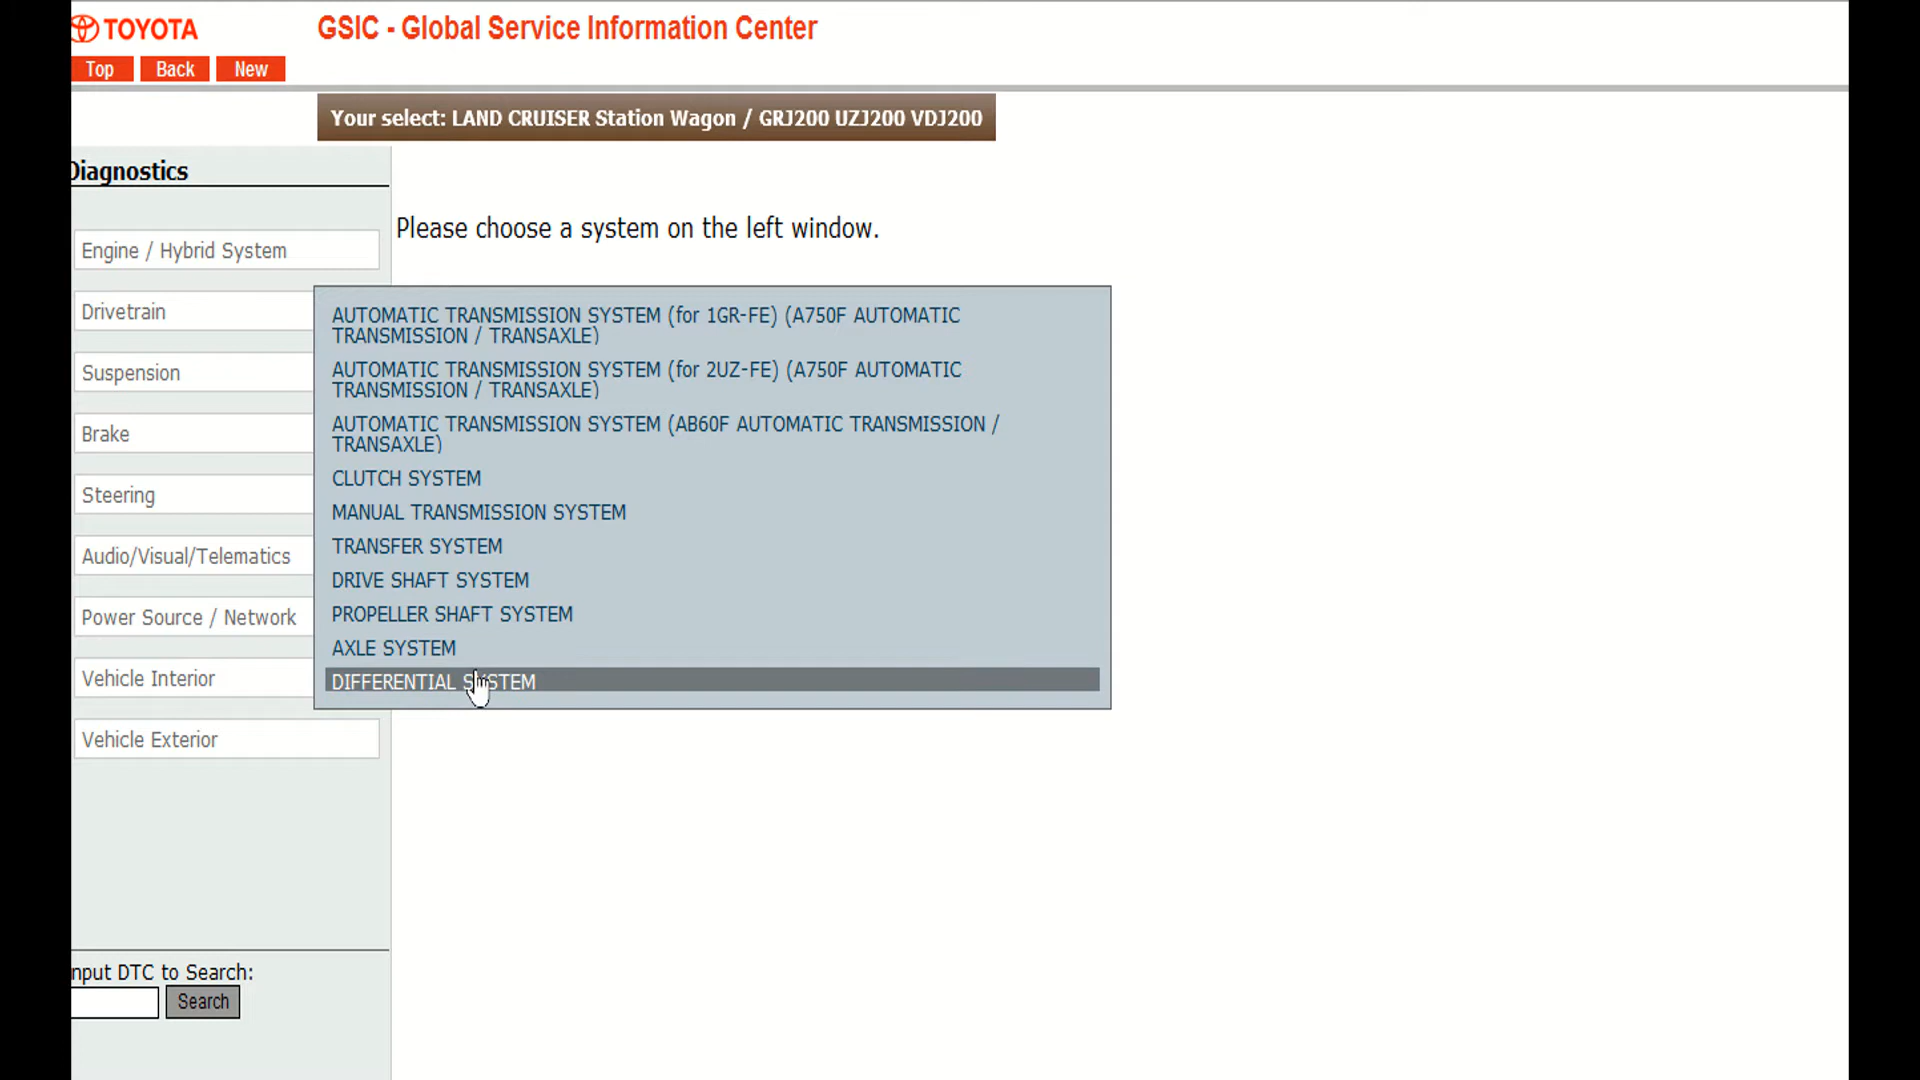 TOYOTA
GSIC - Global Service Information Center
Top Back New
Your select: LAND CRUISER Station Wagon / GRJ200 UZJ200 VDJ200
Diagnostics
Please choose a system on the left window.
Engine / Hybrid System
Drivetrain
Suspension
Brake
Steering
Audio/Visual/Telematics
Power Source / Network
Vehicle Interior
Vehicle Exterior
AUTOMATIC TRANSMISSION SYSTEM (for 1GR-FE) (A750F AUTOMATIC
TRANSMISSION / TRANSAXLE)
AUTOMATIC TRANSMISSION SYSTEM (for 2UZ-FE) (A750F AUTOMATIC
TRANSMISSION / TRANSAXLE)
AUTOMATIC TRANSMISSION SYSTEM (AB60F AUTOMATIC TRANSMISSION /
TRANSAXLE)
CLUTCH SYSTEM
MANUAL TRANSMISSION SYSTEM
TRANSFER SYSTEM
DRIVE SHAFT SYSTEM
PROPELLER SHAFT SYSTEM
AXLE SYSTEM
DIFFERENTIAL SYSTEM
nput DTC to Search:
Search